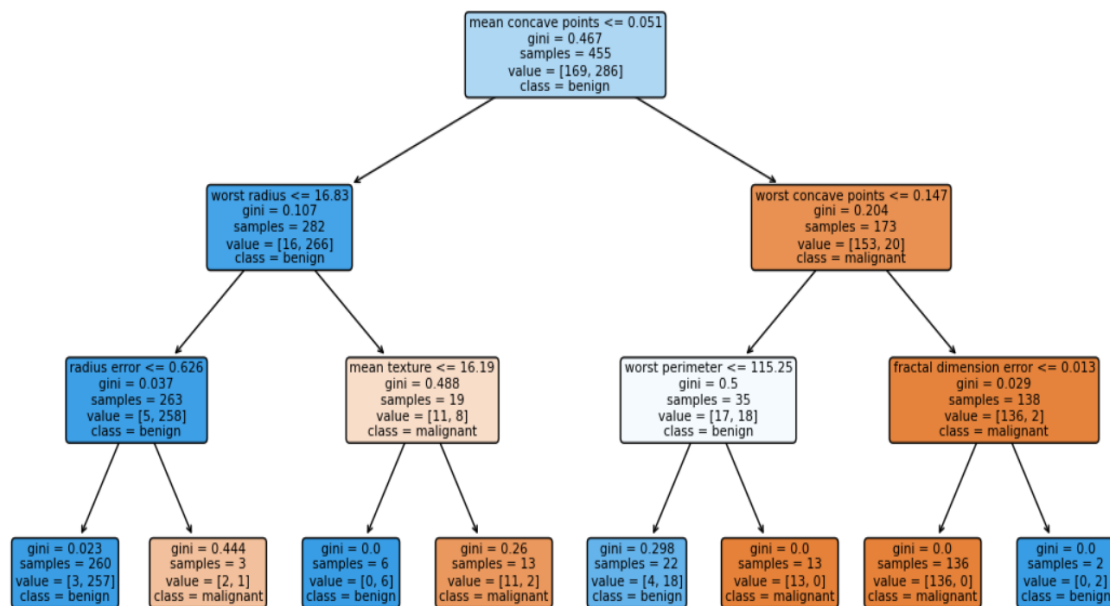 mean concave points <= 0.051
gini = 0.467
samples = 455
value = [169, 286]
class = benign
worst radius <= 16.83
gini = 0.107
samples = 282
value = [16, 266]
class = benign
worst concave points <= 0.147
gini = 0.204
samples = 173
value = [153, 20]
class = malignant
radius error <= 0.626
gini = 0.037
samples = 263
value = [5, 258]
class = benign
mean texture <= 16.19
gini = 0.488
samples = 19
value = [11, 8]
class = malignant
worst perimeter <= 115.25
gini = 0.5
samples = 35
value = [17, 18]
class = benign
fractal dimension error <= 0.013
gini = 0.029
samples = 138
value = [136, 2]
class = malignant
gini = 0.023
samples = 260
value = [3, 257]
class = benign
gini = 0.444
samples = 3
value = [2, 1]
class = malignant
gini = 0.0
samples = 6
value = [0, 6]
class = benign
gini = 0.26
samples = 13
value = [11, 2]
class = malignant
gini = 0.298
samples = 22
value = [4, 18]
class = benign
gini = 0.0
samples = 13
value = [13, 0]
class = malignant
gini = 0.0
samples = 136
value = [136, 0]
class = malignant
gini = 0.0
samples = 2
value = [0, 2]
class = benign